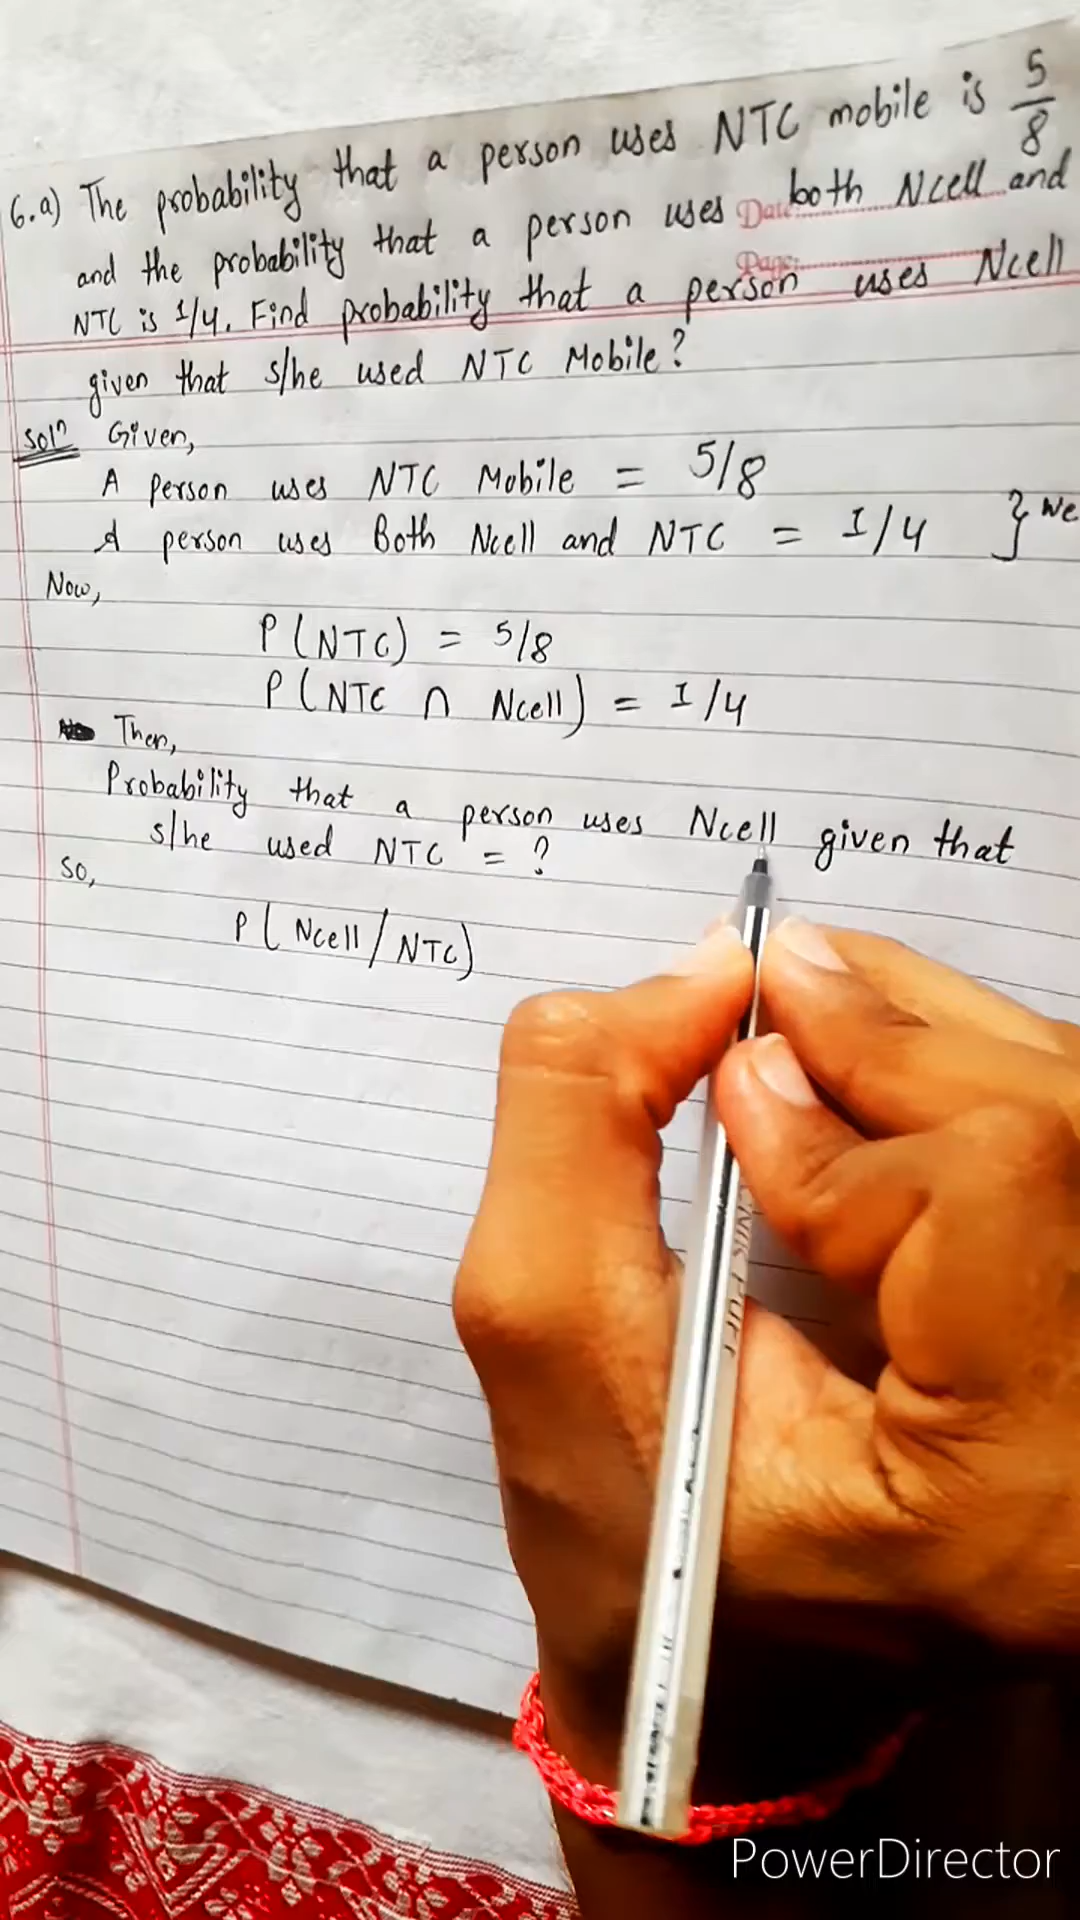 6.a) The probability that a person uses NTC mobile is 5/8
and the probability that a person uses both Ncell and
NTC is 1/4. Find probability that a person uses Ncell
given that s/he used NTC Mobile?
Date:
Page:
Solⁿ Given,
A person uses NTC Mobile = 5/8
A person uses Both Ncell and NTC = 1/4 } We
Now,
P(NTC) = 5/8
P(NTC ∩ Ncell) = 1/4
Then,
Probability that a person uses Ncell given that
s/he used NTC = ?
So,
P(Ncell/NTC)
PowerDirector